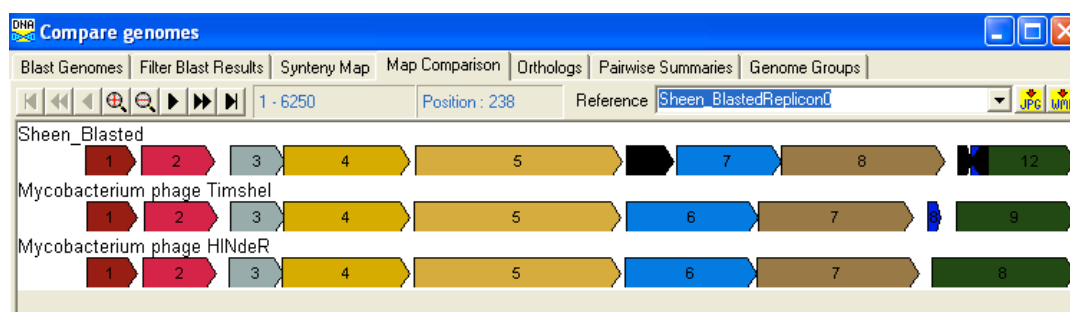 DNA Compare genomes
Blast Genomes Filter Blast Results Synteny Map Map Comparison Orthologs Pairwise Summaries Genome Groups
1 - 6250 Position : 238 Reference Sheen_BlastedReplicon0 JPG WMF
Sheen_Blasted
1 2 3 4 5 7 8 12
Mycobacterium phage Timshel
1 2 3 4 5 6 7 8 9
Mycobacterium phage HINdeR
1 2 3 4 5 6 7 8